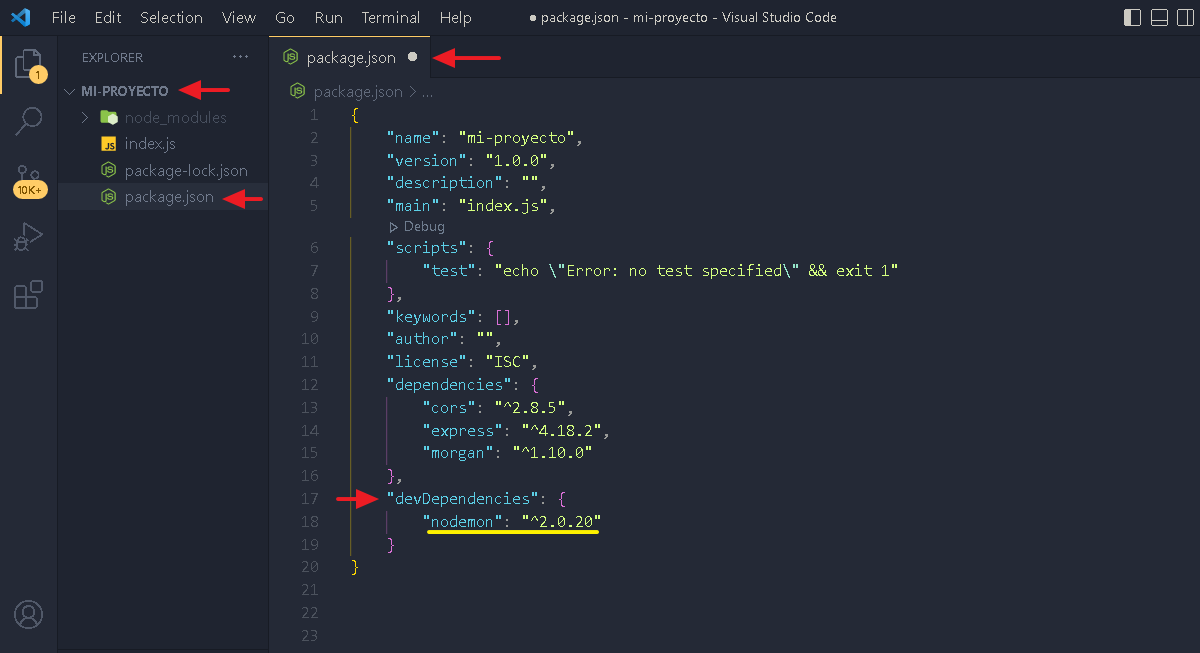 File Edit Selection View Go Run Terminal Help ● package.json - mi-proyecto - Visual Studio Code
EXPLORER ...
MI-PROYECTO
node_modules
index.js
package-lock.json
package.json
1
10K+
package.json ●
package.json > ...
1 {
2 "name": "mi-proyecto",
3 "version": "1.0.0",
4 "description": "",
5 "main": "index.js",
Debug
6 "scripts": {
7 "test": "echo \"Error: no test specified\" && exit 1"
8 },
9 "keywords": [],
10 "author": "",
11 "license": "ISC",
12 "dependencies": {
13 "cors": "^2.8.5",
14 "express": "^4.18.2",
15 "morgan": "^1.10.0"
16 },
17 "devDependencies": {
18 "nodemon": "^2.0.20"
19 }
20 }
21
22
23